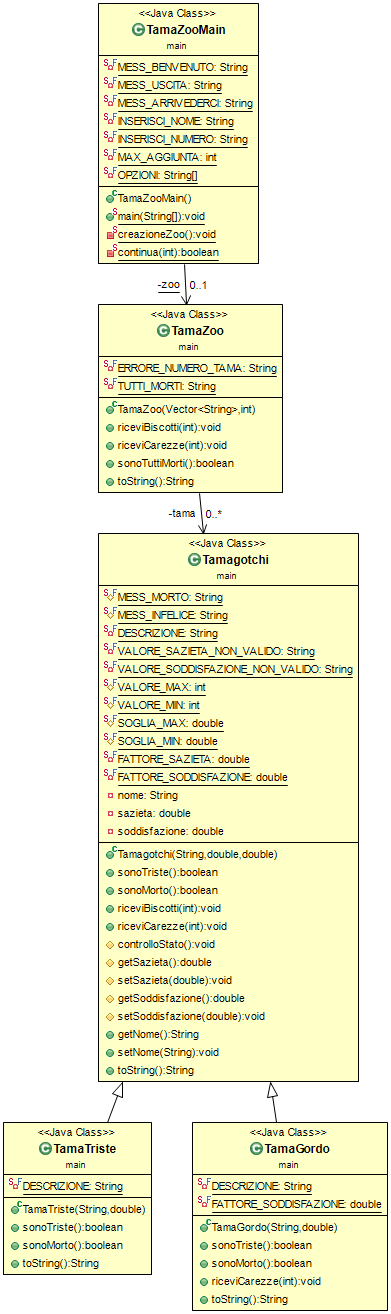 <<Java Class>>
TamaZooMain
main
MESS_BENVENUTO: String
MESS_USCITA: String
MESS_ARRIVEDERCI: String
INSERISCI_NOME: String
INSERISCI_NUMERO: String
MAX_AGGIUNTA: int
OPZIONI: String[]
TamaZooMain()
main(String[]):void
creazioneZoo():void
continua(int):boolean
-zoo 0..1
<<Java Class>>
TamaZoo
main
ERRORE_NUMERO_TAMA: String
TUTTI_MORTI: String
TamaZoo(Vector<String>,int)
riceviBiscotti(int):void
riceviCarezze(int):void
sonoTuttiMorti():boolean
toString():String
-tama 0..*
<<Java Class>>
Tamagotchi
main
MESS_MORTO: String
MESS_INFELICE: String
DESCRIZIONE: String
VALORE_SAZIETA_NON_VALIDO: String
VALORE_SODDISFAZIONE_NON_VALIDO: String
VALORE_MAX: int
VALORE_MIN: int
SOGLIA_MAX: double
SOGLIA_MIN: double
FATTORE_SAZIETA: double
FATTORE_SODDISFAZIONE: double
nome: String
sazieta: double
soddisfazione: double
Tamagotchi(String,double,double)
sonoTriste():boolean
sonoMorto():boolean
riceviBiscotti(int):void
riceviCarezze(int):void
controlloStato():void
getSazieta():double
setSazieta(double):void
getSoddisfazione():double
setSoddisfazione(double):void
getNome():String
setNome(String):void
toString():String
<<Java Class>>
TamaTriste
main
DESCRIZIONE: String
TamaTriste(String,double)
sonoTriste():boolean
sonoMorto():boolean
toString():String
<<Java Class>>
TamaGordo
main
DESCRIZIONE: String
FATTORE_SODDISFAZIONE: double
TamaGordo(String,double)
sonoTriste():boolean
sonoMorto():boolean
riceviCarezze(int):void
toString():String